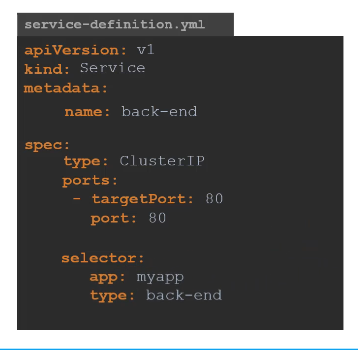 service-definition.yml
apiVersion: v1
kind: Service
metadata:
name: back-end
spec:
type: ClusterIP
ports:
- targetPort: 80
port: 80
selector:
app: myapp
type: back-end